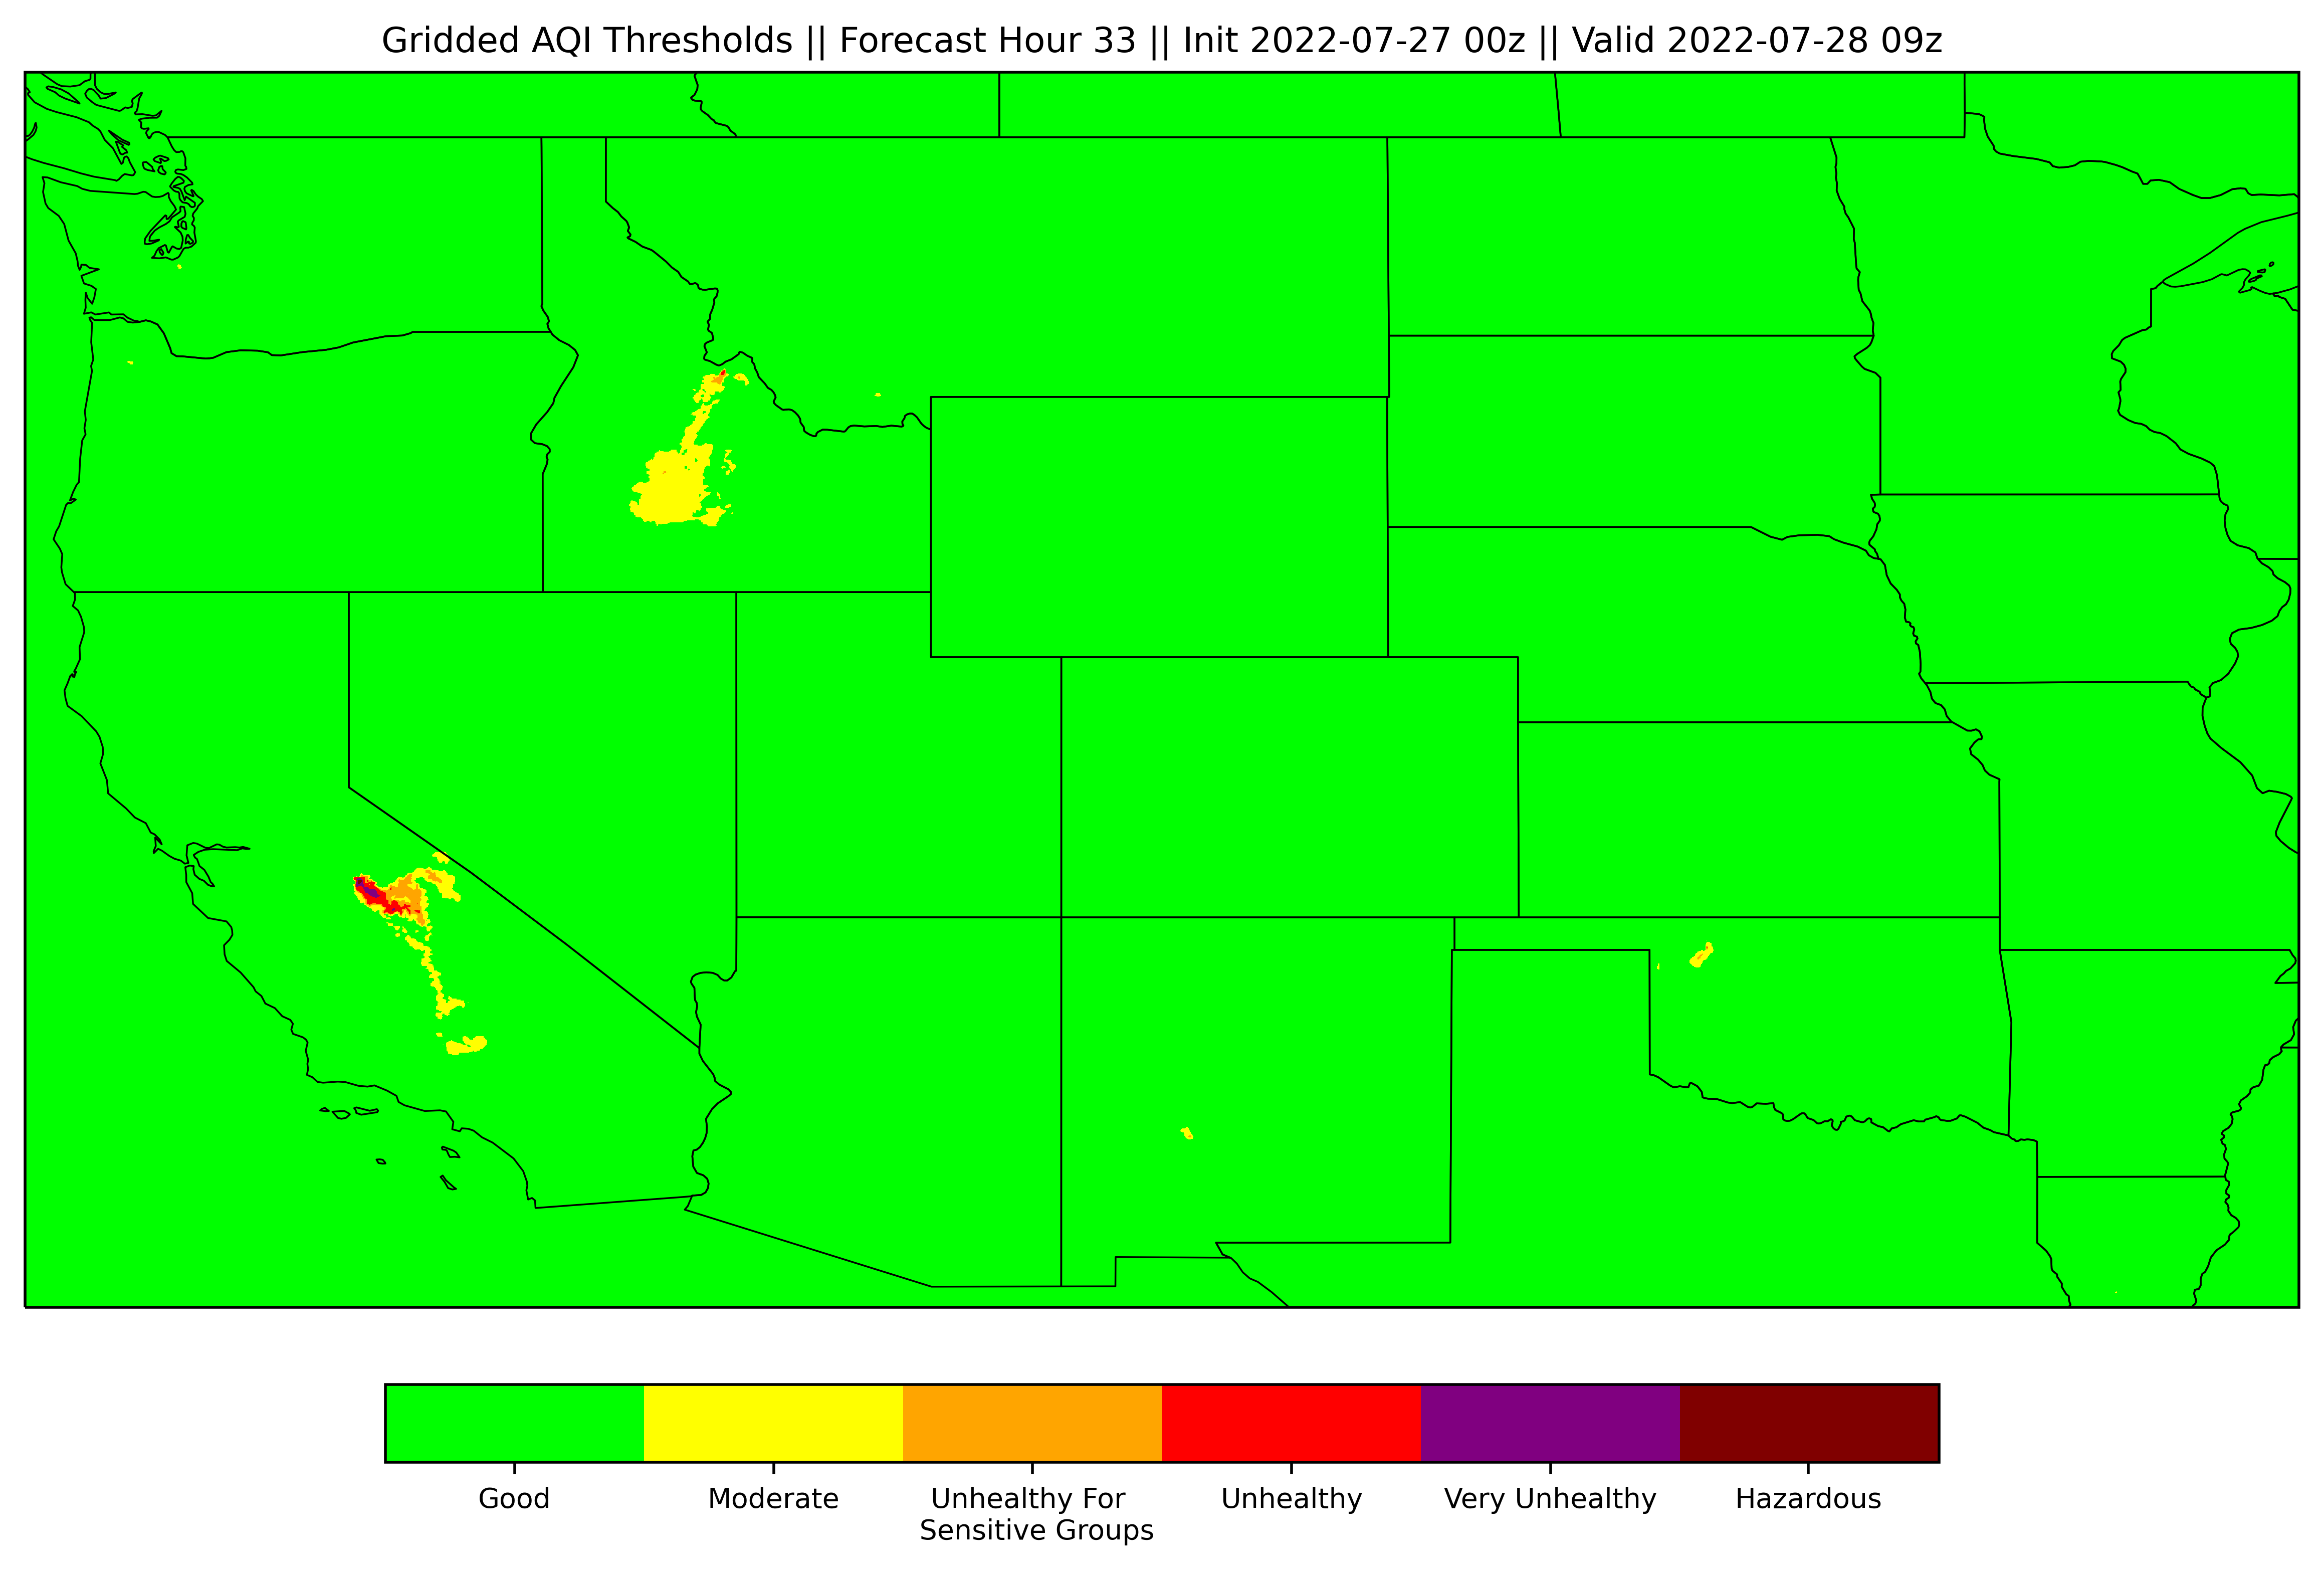 Gridded AQI Thresholds || Forecast Hour 33 || Init 2022-07-27 00z || Valid 2022-07-28 09z
Good Moderate Unhealthy For Unhealthy Very Unhealthy Hazardous
Sensitive Groups